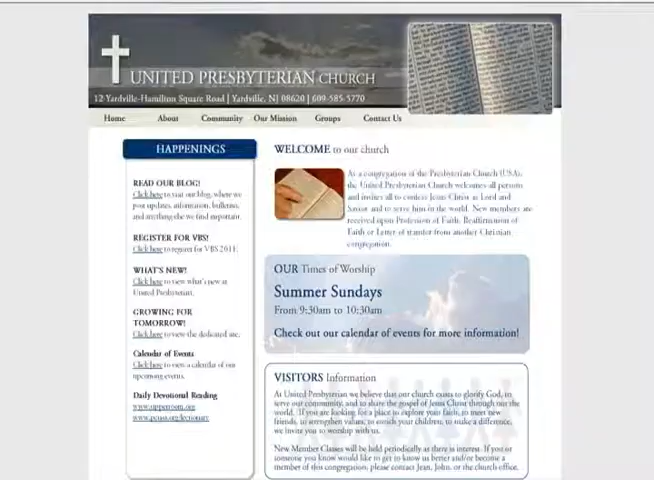 UNITED PRESBYTERIAN CHURCH
12 Yardville-Hamilton Square Road | Yardville, NJ 08620 | 609-585-5770
Home About Community Our Mission Groups Contact Us
HAPPENINGS
READ OUR BLOG!
Click here to visit our blog, where we
post updates, information, bulletins,
and anything else we find important.
REGISTER FOR VBS!
Click here to register for VBS 2011.
WHAT'S NEW!
Click here to view what's new at
United Presbyterian.
GROWING FOR
TOMORROW!
Click here to view the dedicated site.
Calendar of Events
Click here to view a calendar of our
upcoming events.
Daily Devotional Reading
www.upperroom.org
www.pcusa.org/lectionary
WELCOME to our church
As a congregation of the Presbyterian Church (USA),
the United Presbyterian Church welcomes all persons
and invites all to confess Jesus Christ as Lord and
Savior and to serve him in the world. New members are
received upon Profession of Faith, Reaffirmation of
Faith or Letter of transfer from another Christian
congregation.
OUR Times of Worship
Summer Sundays
From 9:30am to 10:30am
Check out our calendar of events for more information!
VISITORS Information
At United Presbyterian we believe that our church exists to glorify God, to
serve our community, and to share the gospel of Jesus Christ through out the
world. If you are looking for a place to explore your faith, to meet new
friends, to strengthen values, to enrich your children, to make a difference,
we invite you to worship with us.
New Member Classes will be held periodically as there is interest. If you or
someone you know would like to get to know us better and/or become a
member of this congregation, please contact Jean, John, or the church office.